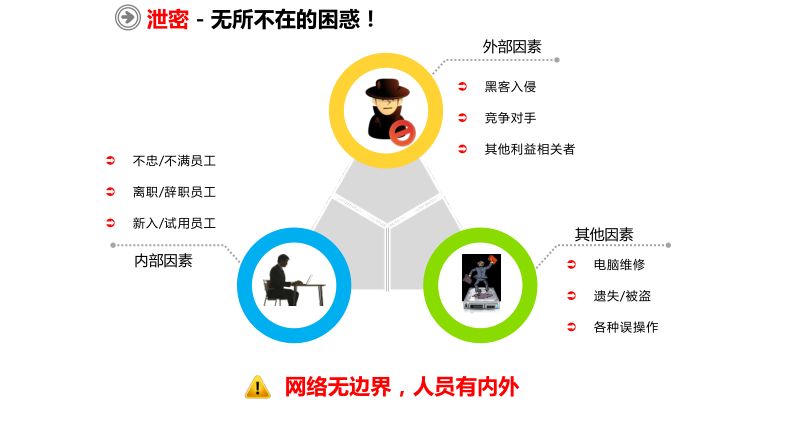 泄密 - 无所不在的困惑！
外部因素
黑客入侵
竞争对手
其他利益相关者
不忠/不满员工
离职/辞职员工
新入/试用员工
内部因素
其他因素
电脑维修
遗失/被盗
各种误操作
网络无边界，人员有内外